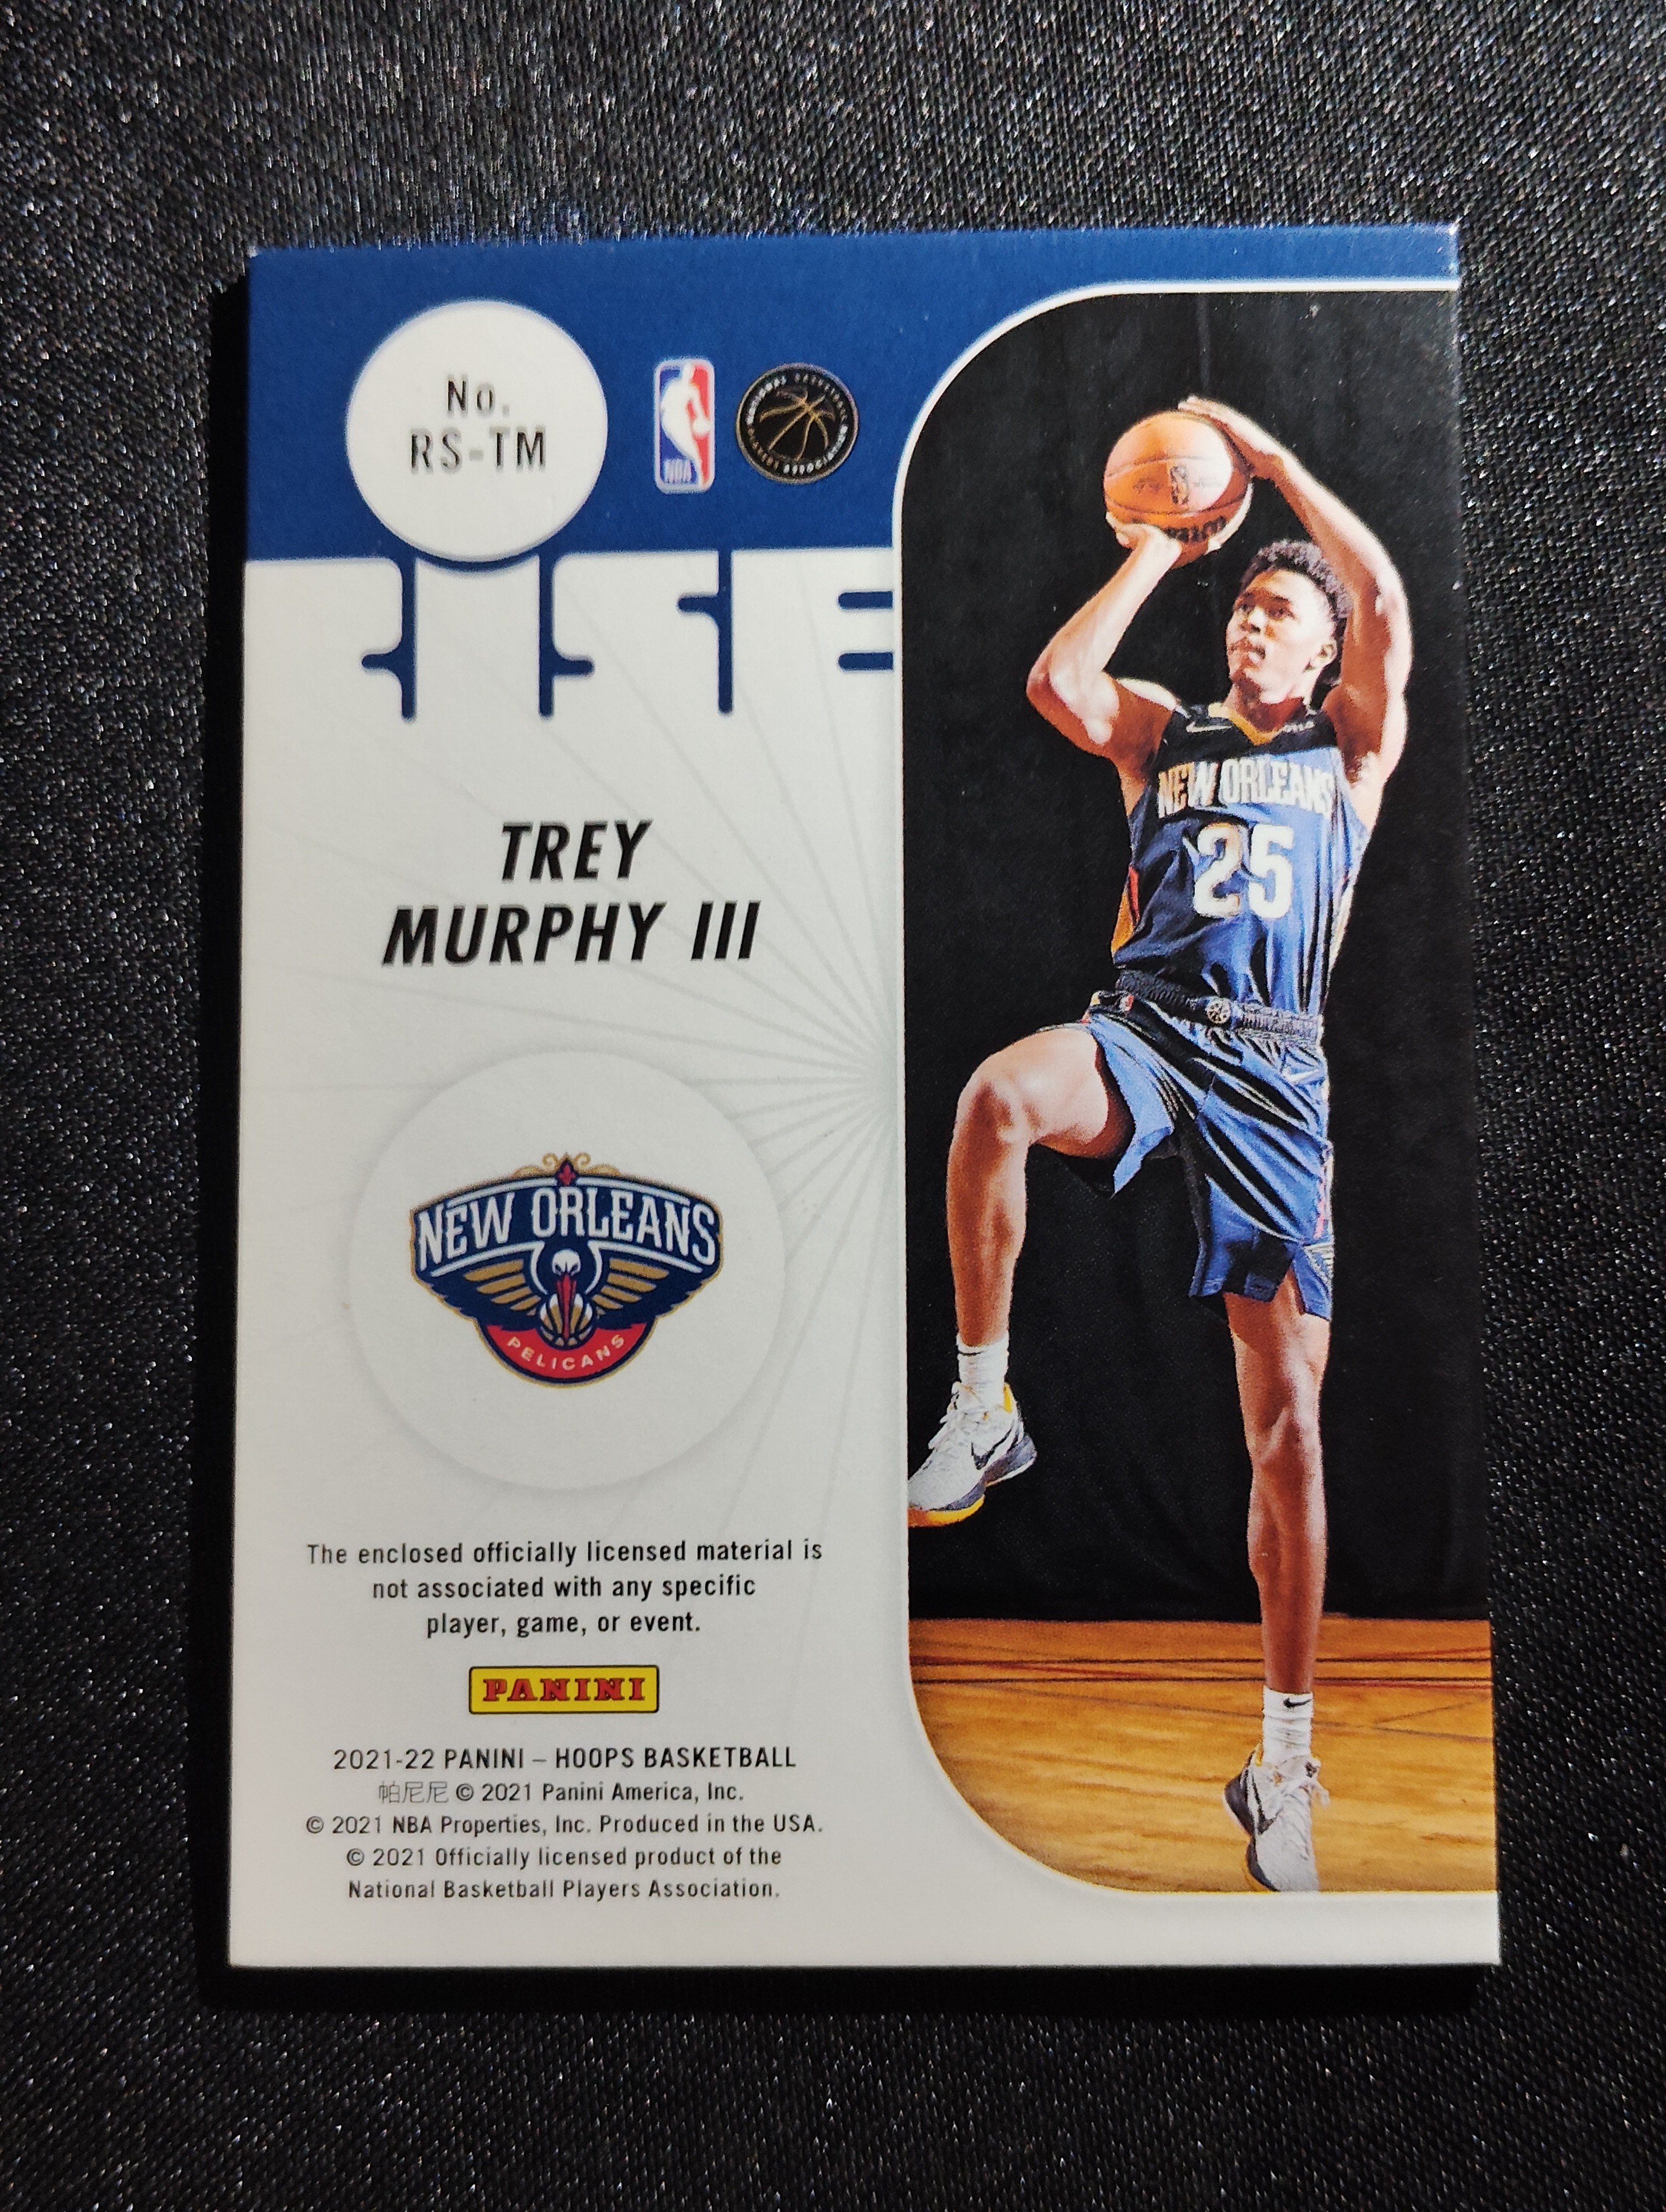 No.
RS-TM
NBA
RISE
TREY
MURPHY III
NEW ORLEANS
PELICANS
The enclosed officially licensed material is
not associated with any specific
player, game, or event.
PANINI
2021-22 PANINI – HOOPS BASKETBALL
帕尼尼 © 2021 Panini America, Inc.
© 2021 NBA Properties, Inc. Produced in the USA.
© 2021 Officially licensed product of the
National Basketball Players Association.
NEW ORLEANS
25